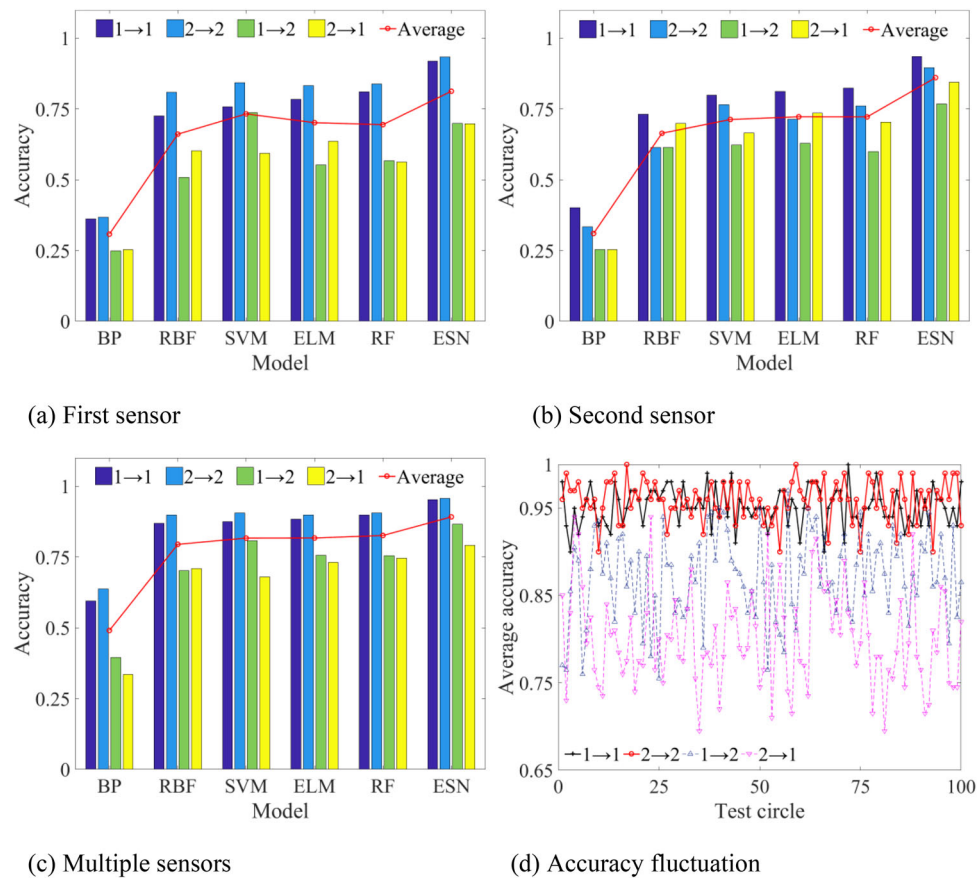 1→1 2→2 1→2 2→1 Average
1
0.75
0.5
0.25
0
Accuracy
BP RBF SVM ELM RF ESN
Model
(a) First sensor
1→1 2→2 1→2 2→1 Average
1
0.75
0.5
0.25
0
Accuracy
BP RBF SVM ELM RF ESN
Model
(b) Second sensor
1→1 2→2 1→2 2→1 Average
1
0.75
0.5
0.25
0
Accuracy
BP RBF SVM ELM RF ESN
Model
(c) Multiple sensors
1
0.95
0.85
0.75
0.65
Average accuracy
1→1 2→2 1→2 2→1
0 25 50 75 100
Test circle
(d) Accuracy fluctuation